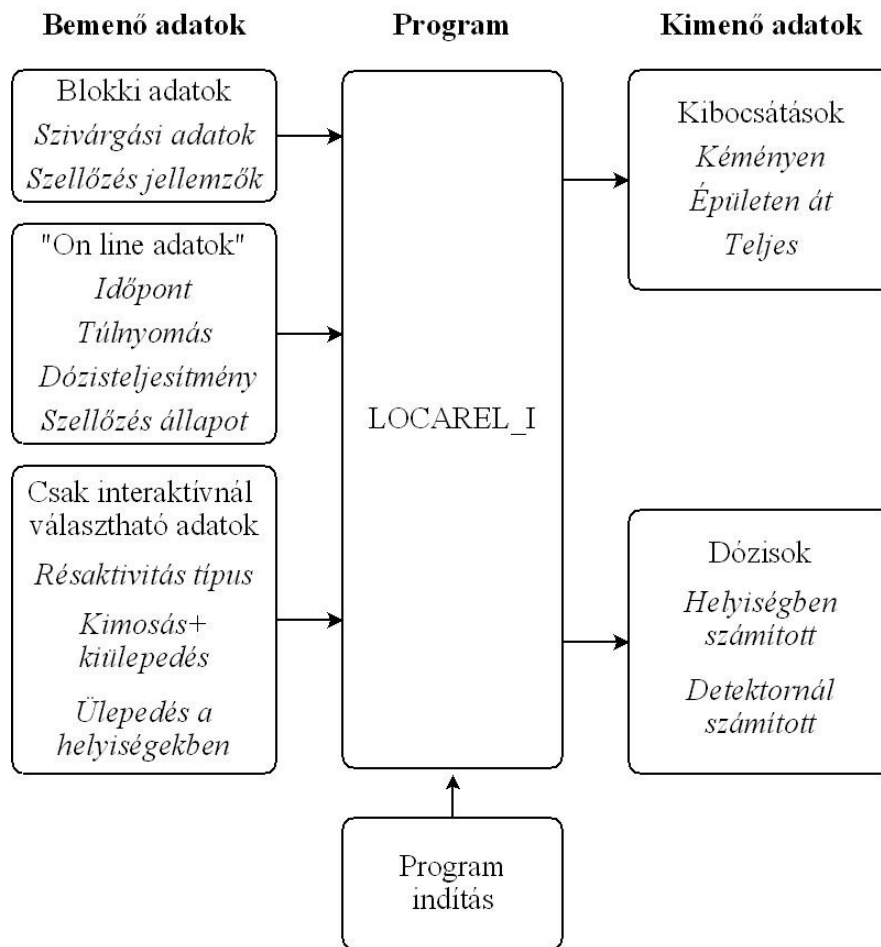 Bemenő adatok
Program
Kimenő adatok
Blokki adatok
Szivárgási adatok
Szellőzés jellemzők
"On line adatok"
Időpont
Túlnyomás
Dózisteljesítmény
Szellőzés állapot
Csak interaktívnál
választható adatok
Résaktivitás típus
Kimosás+
kiülepedés
Ülepedés a
helyiségekben
LOCAREL_I
Program
indítás
Kibocsátások
Kéményen
Épületen át
Teljes
Dózisok
Helyiségben
számított
Detektornál
számított